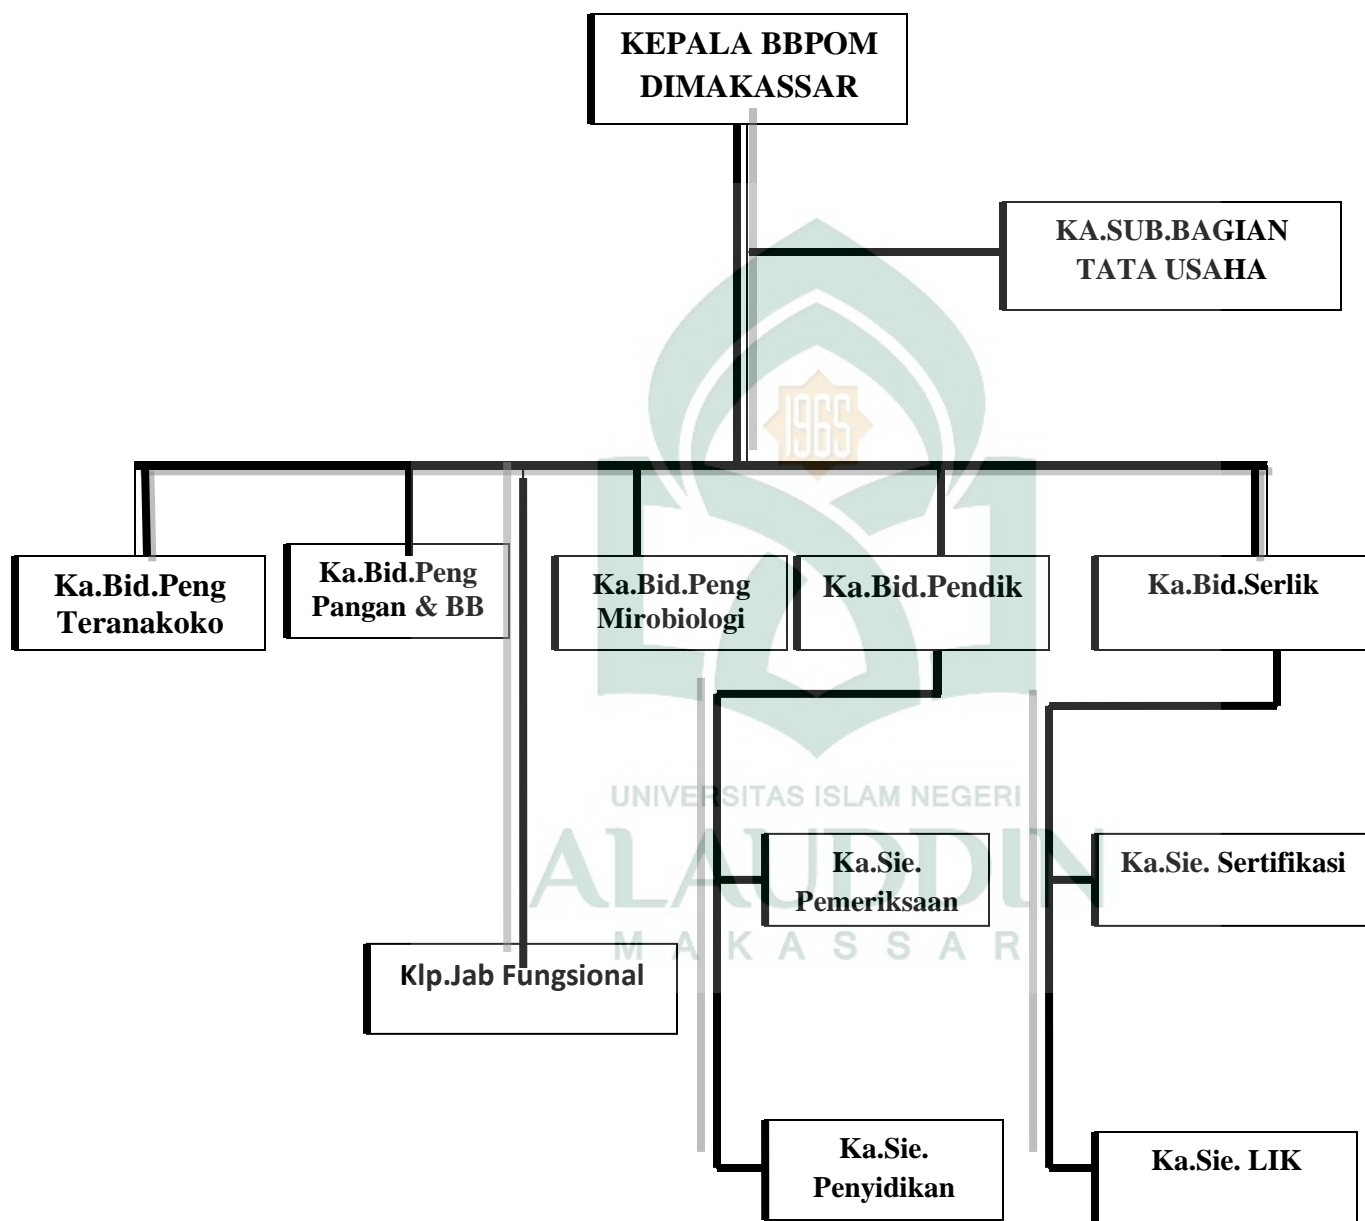 KEPALA BBPOM
DIMAKASSAR
KA.SUB.BAGIAN
TATA USAHA
1965
Ka.Bid.Peng
Teranakoko
Ka.Bid.Peng
Pangan & BB
Ka.Bid.Peng
Mirobiologi
Ka.Bid.Pendik
Ka.Bid.Serlik
UNIVERSITAS ISLAM NEGERI
ALAUDDIN
MAKASSAR
Ka.Sie.
Pemeriksaan
Ka.Sie. Sertifikasi
Klp.Jab Fungsional
Ka.Sie.
Penyidikan
Ka.Sie. LIK